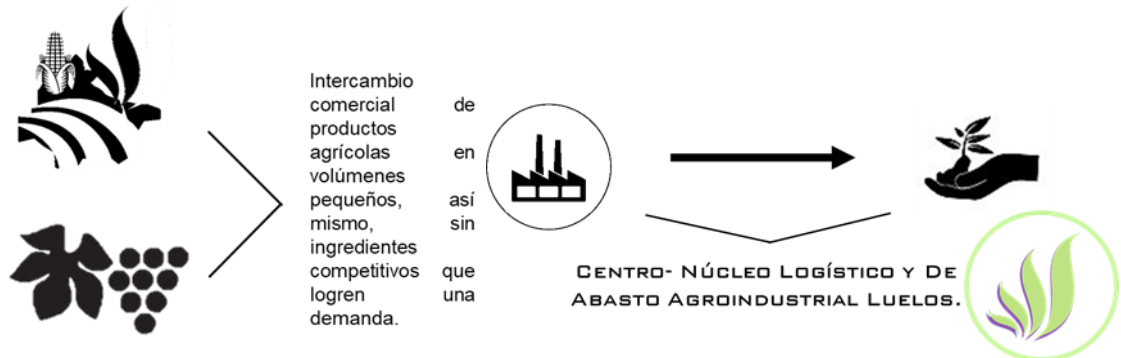 Intercambio
comercial de
productos
agrícolas en
volúmenes
pequeños, así
mismo, sin
ingredientes
competitivos que
logren una
demanda.
CENTRO- NÚCLEO LOGÍSTICO Y DE
ABASTO AGROINDUSTRIAL LUELOS.